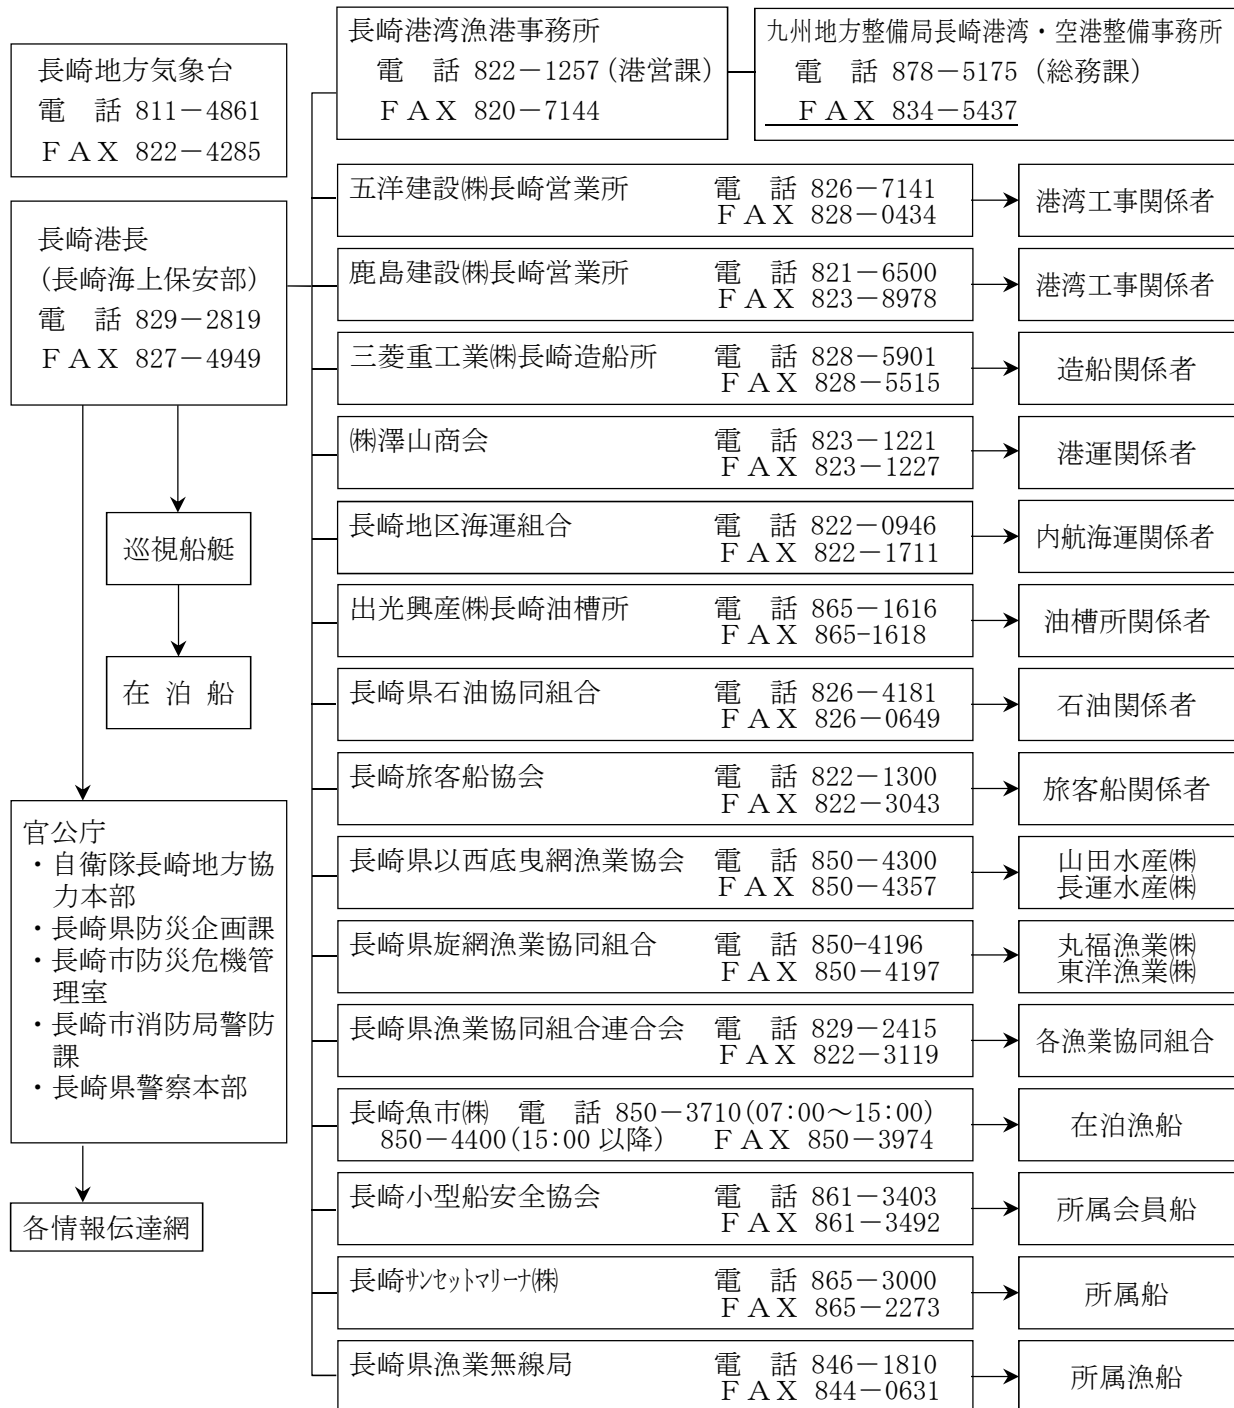 長崎地方気象台
電　話 811－4861
ＦＡＸ 822－4285
長崎港長
(長崎海上保安部)
電　話 829－2819
ＦＡＸ 827－4949
巡視船艇
在 泊 船
官公庁
・自衛隊長崎地方協
力本部
・長崎県防災企画課
・長崎市防災危機管
理室
・長崎市消防局警防
課
・長崎県警察本部
各情報伝達網
長崎港湾漁港事務所
電　話 822－1257 (港営課)
ＦＡＸ 820－7144
九州地方整備局長崎港湾・空港整備事務所
電　話 878－5175 (総務課)
ＦＡＸ 834－5437
五洋建設㈱長崎営業所　電　話 826－7141
ＦＡＸ 828－0434
港湾工事関係者
鹿島建設㈱長崎営業所　電　話 821－6500
ＦＡＸ 823－8978
港湾工事関係者
三菱重工業㈱長崎造船所　電　話 828－5901
ＦＡＸ 828－5515
造船関係者
㈱澤山商会　電　話 823－1221
ＦＡＸ 823－1227
港運関係者
長崎地区海運組合　電　話 822－0946
ＦＡＸ 822－1711
内航海運関係者
出光興産㈱長崎油槽所　電　話 865－1616
ＦＡＸ 865-1618
油槽所関係者
長崎県石油協同組合　電　話 826－4181
ＦＡＸ 826－0649
石油関係者
長崎旅客船協会　電　話 822－1300
ＦＡＸ 822－3043
旅客船関係者
長崎県以西底曳網漁業協会　電　話 850－4300
ＦＡＸ 850－4357
山田水産㈱
長運水産㈱
長崎県旋網漁業協同組合　電　話 850-4196
ＦＡＸ 850－4197
丸福漁業㈱
東洋漁業㈱
長崎県漁業協同組合連合会　電　話 829－2415
ＦＡＸ 822－3119
各漁業協同組合
長崎魚市㈱　電　話 850－3710(07:00～15:00)
850－4400(15:00 以降)　ＦＡＸ 850－3974
在泊漁船
長崎小型船安全協会　電　話 861－3403
ＦＡＸ 861－3492
所属会員船
長崎ｻﾝｾｯﾄマリーナ㈱　電　話 865－3000
ＦＡＸ 865－2273
所属船
長崎県漁業無線局　電　話 846－1810
ＦＡＸ 844－0631
所属漁船